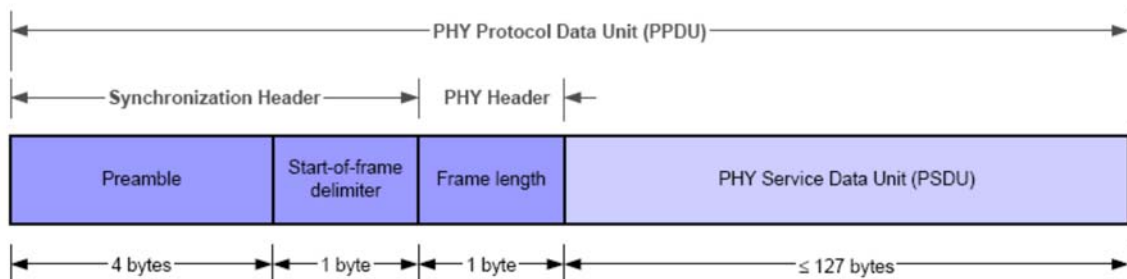 PHY Protocol Data Unit (PPDU)
Synchronization Header
PHY Header
Preamble
Start-of-frame
delimiter
Frame length
PHY Service Data Unit (PSDU)
4 bytes
1 byte
1 byte
≤ 127 bytes